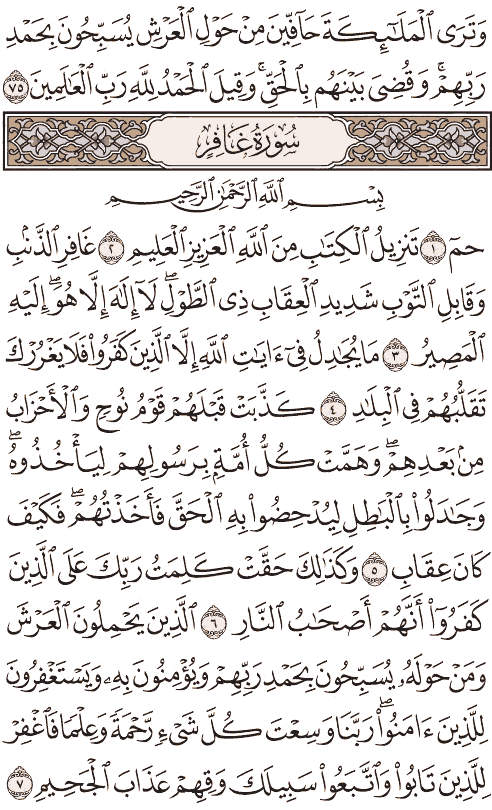 وَتَرَى ٱلْمَلَـٰٓئِكَةَ حَآفِّينَ مِنْ حَوْلِ ٱلْعَرْشِ يُسَبِّحُونَ بِحَمْدِ
رَبِّهِمْ ۖ وَقُضِىَ بَيْنَهُم بِٱلْحَقِّ وَقِيلَ ٱلْحَمْدُ لِلَّهِ رَبِّ ٱلْعَـٰلَمِينَ ٧٥
سُورَةُ غَافِرٍ
بِسْمِ ٱللَّهِ ٱلرَّحْمَـٰنِ ٱلرَّحِيمِ
حمٓ ١ تَنزِيلُ ٱلْكِتَـٰبِ مِنَ ٱللَّهِ ٱلْعَزِيزِ ٱلْعَلِيمِ ٢ غَافِرِ ٱلذَّنۢبِ
وَقَابِلِ ٱلتَّوْبِ شَدِيدِ ٱلْعِقَابِ ذِى ٱلطَّوْلِ ۖ لَآ إِلَـٰهَ إِلَّا هُوَ ۖ إِلَيْهِ
ٱلْمَصِيرُ ٣ مَا يُجَـٰدِلُ فِىٓ ءَايَـٰتِ ٱللَّهِ إِلَّا ٱلَّذِينَ كَفَرُوا۟ فَلَا يَغْرُرْكَ
تَقَلُّبُهُمْ فِى ٱلْبِلَـٰدِ ٤ كَذَّبَتْ قَبْلَهُمْ قَوْمُ نُوحٍ وَٱلْأَحْزَابُ
مِنۢ بَعْدِهِمْ ۖ وَهَمَّتْ كُلُّ أُمَّةٍۭ بِرَسُولِهِمْ لِيَأْخُذُوهُ ۖ
وَجَـٰدَلُوا۟ بِٱلْبَـٰطِلِ لِيُدْحِضُوا۟ بِهِ ٱلْحَقَّ فَأَخَذْتُهُمْ ۖ فَكَيْفَ
كَانَ عِقَابِ ٥ وَكَذَٰلِكَ حَقَّتْ كَلِمَتُ رَبِّكَ عَلَى ٱلَّذِينَ
كَفَرُوٓا۟ أَنَّهُمْ أَصْحَـٰبُ ٱلنَّارِ ٦ ٱلَّذِينَ يَحْمِلُونَ ٱلْعَرْشَ
وَمَنْ حَوْلَهُۥ يُسَبِّحُونَ بِحَمْدِ رَبِّهِمْ وَيُؤْمِنُونَ بِهِۦ وَيَسْتَغْفِرُونَ
لِلَّذِينَ ءَامَنُوا۟ رَبَّنَا وَسِعْتَ كُلَّ شَىْءٍ رَّحْمَةً وَعِلْمًا فَٱغْفِرْ
لِلَّذِينَ تَابُوا۟ وَٱتَّبَعُوا۟ سَبِيلَكَ وَقِهِمْ عَذَابَ ٱلْجَحِيمِ ٧